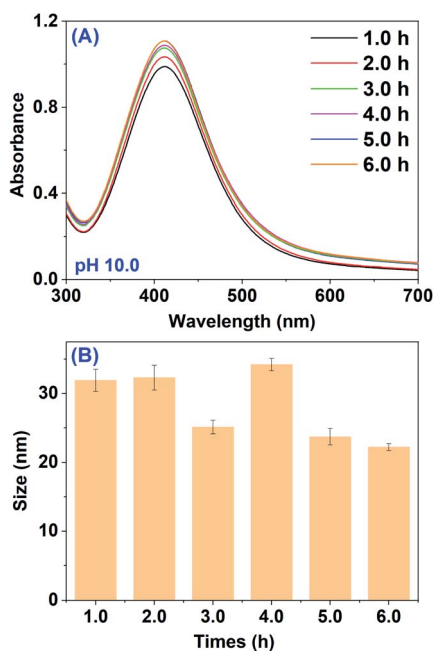 (A)
1.2
0.8
0.4
0.0
Absorbance
1.0 h
2.0 h
3.0 h
4.0 h
5.0 h
6.0 h
pH 10.0
300 400 500 600 700
Wavelength (nm)
(B)
30
20
10
0
Size (nm)
1.0 2.0 3.0 4.0 5.0 6.0
Times (h)